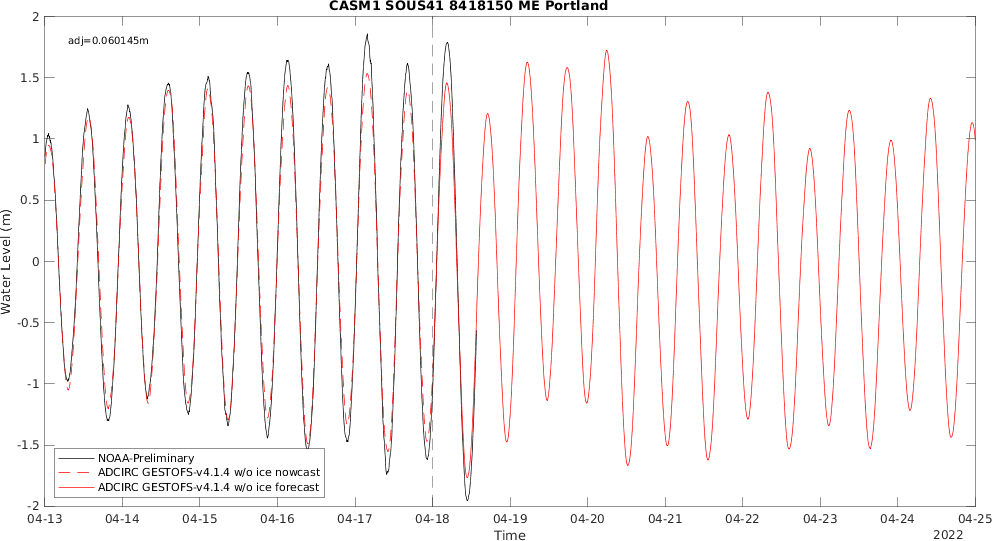 CASM1 SOUS41 8418150 ME Portland
adj=0.060145m
2
1.5
1
0.5
0
-0.5
-1
-1.5
-2
Water Level (m)
NOAA-Preliminary
ADCIRC GESTOFS-v4.1.4 w/o ice nowcast
ADCIRC GESTOFS-v4.1.4 w/o ice forecast
04-13 04-14 04-15 04-16 04-17 04-18 04-19 04-20 04-21 04-22 04-23 04-24 04-25
Time
2022